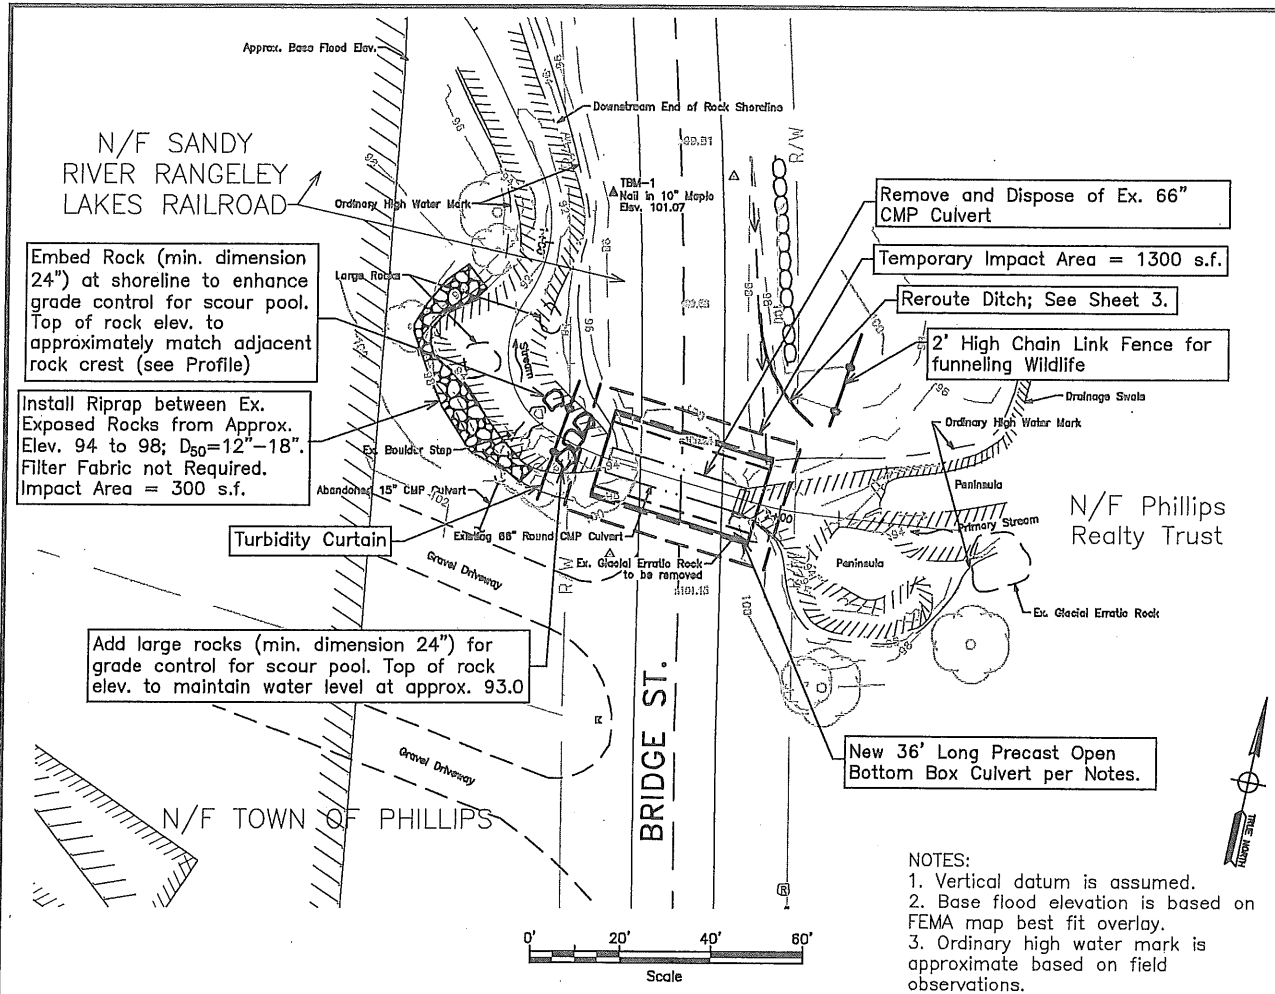 Approx. Base Flood Elev.
Downstream End of Rock Shoreline
N/F SANDY
RIVER RANGELEY
LAKES RAILROAD
R/W
TBM-1
Nail in 10" Maple
Elev. 101.07
Ordinary High Water Mark
Remove and Dispose of Ex. 66"
CMP Culvert
Temporary Impact Area = 1300 s.f.
Reroute Ditch; See Sheet 3.
2' High Chain Link Fence for
funneling Wildlife
Embed Rock (min. dimension
24") at shoreline to enhance
grade control for scour pool.
Top of rock elev. to
approximately match adjacent
rock crest (see Profile)
Large Rocks
Stream
Drainage Swale
Ordinary High Water Mark
Install Riprap between Ex.
Exposed Rocks from Approx.
Elev. 94 to 98; D50=12"-18".
Filter Fabric not Required.
Impact Area = 300 s.f.
Ex. Boulder Step
Abandoned 15" CMP Culvert
Peninsula
N/F Phillips
Realty Trust
Primary Stream
Turbidity Curtain
Existing 66" Round CMP Culvert
Ex. Glacial Erratic Rock
to be removed
Peninsula
Gravel Driveway
R/W
Ex. Glacial Erratic Rock
Add large rocks (min. dimension 24") for
grade control for scour pool. Top of rock
elev. to maintain water level at approx. 93.0
BRIDGE ST.
New 36' Long Precast Open
Bottom Box Culvert per Notes.
Gravel Driveway
N/F TOWN OF PHILLIPS
TRUE NORTH
NOTES:
1. Vertical datum is assumed.
2. Base flood elevation is based on
FEMA map best fit overlay.
3. Ordinary high water mark is
approximate based on field
observations.
0' 20' 40' 60'
Scale